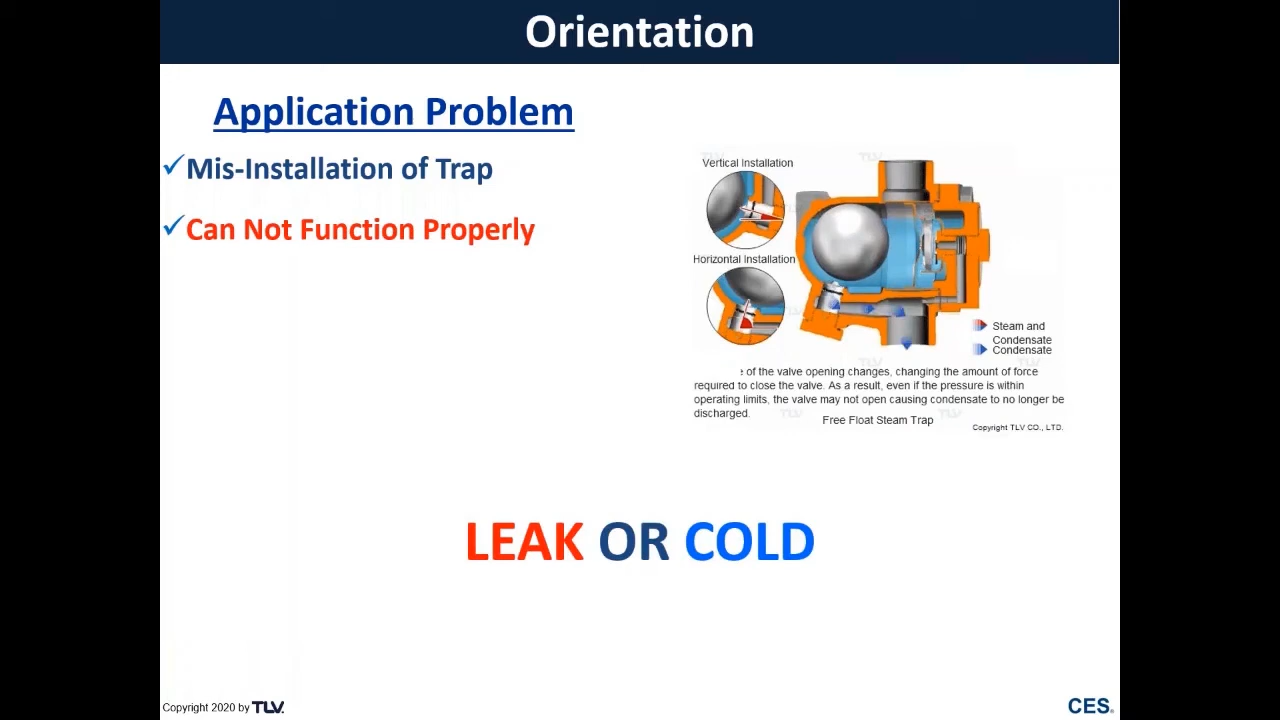 Orientation
Application Problem
✓Mis-Installation of Trap
✓Can Not Function Properly
Vertical Installation
Horizontal Installation
Steam and
Condensate
Condensate
of the valve opening changes, changing the amount of force
required to close the valve. As a result, even if the pressure is within
operating limits, the valve may not open causing condensate to no longer be
discharged.
Free Float Steam Trap
Copyright TLV CO., LTD.
LEAK OR COLD
Copyright 2020 by TLV.
CES